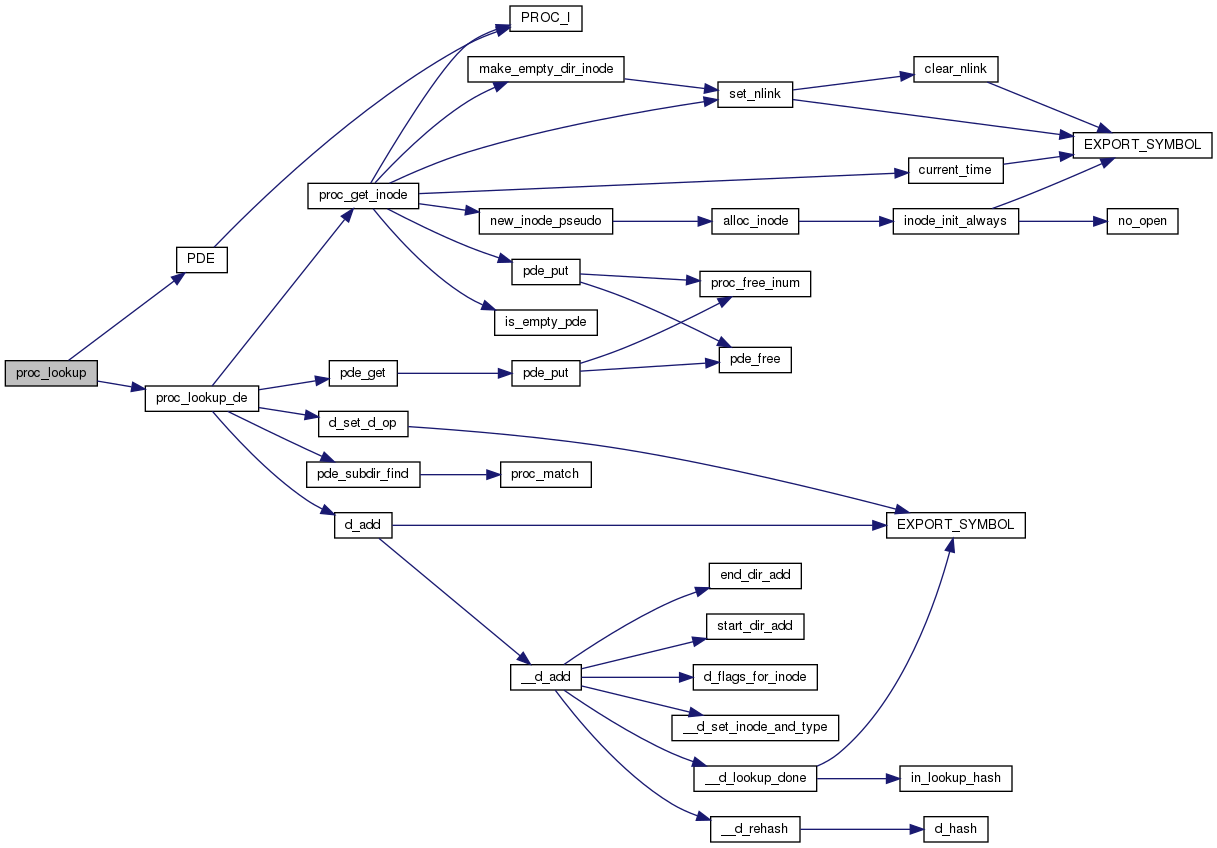 PROC_I
make_empty_dir_inode
clear_nlink
set_nlink
EXPORT_SYMBOL
current_time
proc_get_inode
new_inode_pseudo
alloc_inode
inode_init_always
no_open
PDE
pde_put
proc_free_inum
is_empty_pde
pde_free
proc_lookup
pde_get
pde_put
proc_lookup_de
d_set_d_op
pde_subdir_find
proc_match
d_add
EXPORT_SYMBOL
end_dir_add
start_dir_add
__d_add
d_flags_for_inode
__d_set_inode_and_type
__d_lookup_done
in_lookup_hash
__d_rehash
d_hash